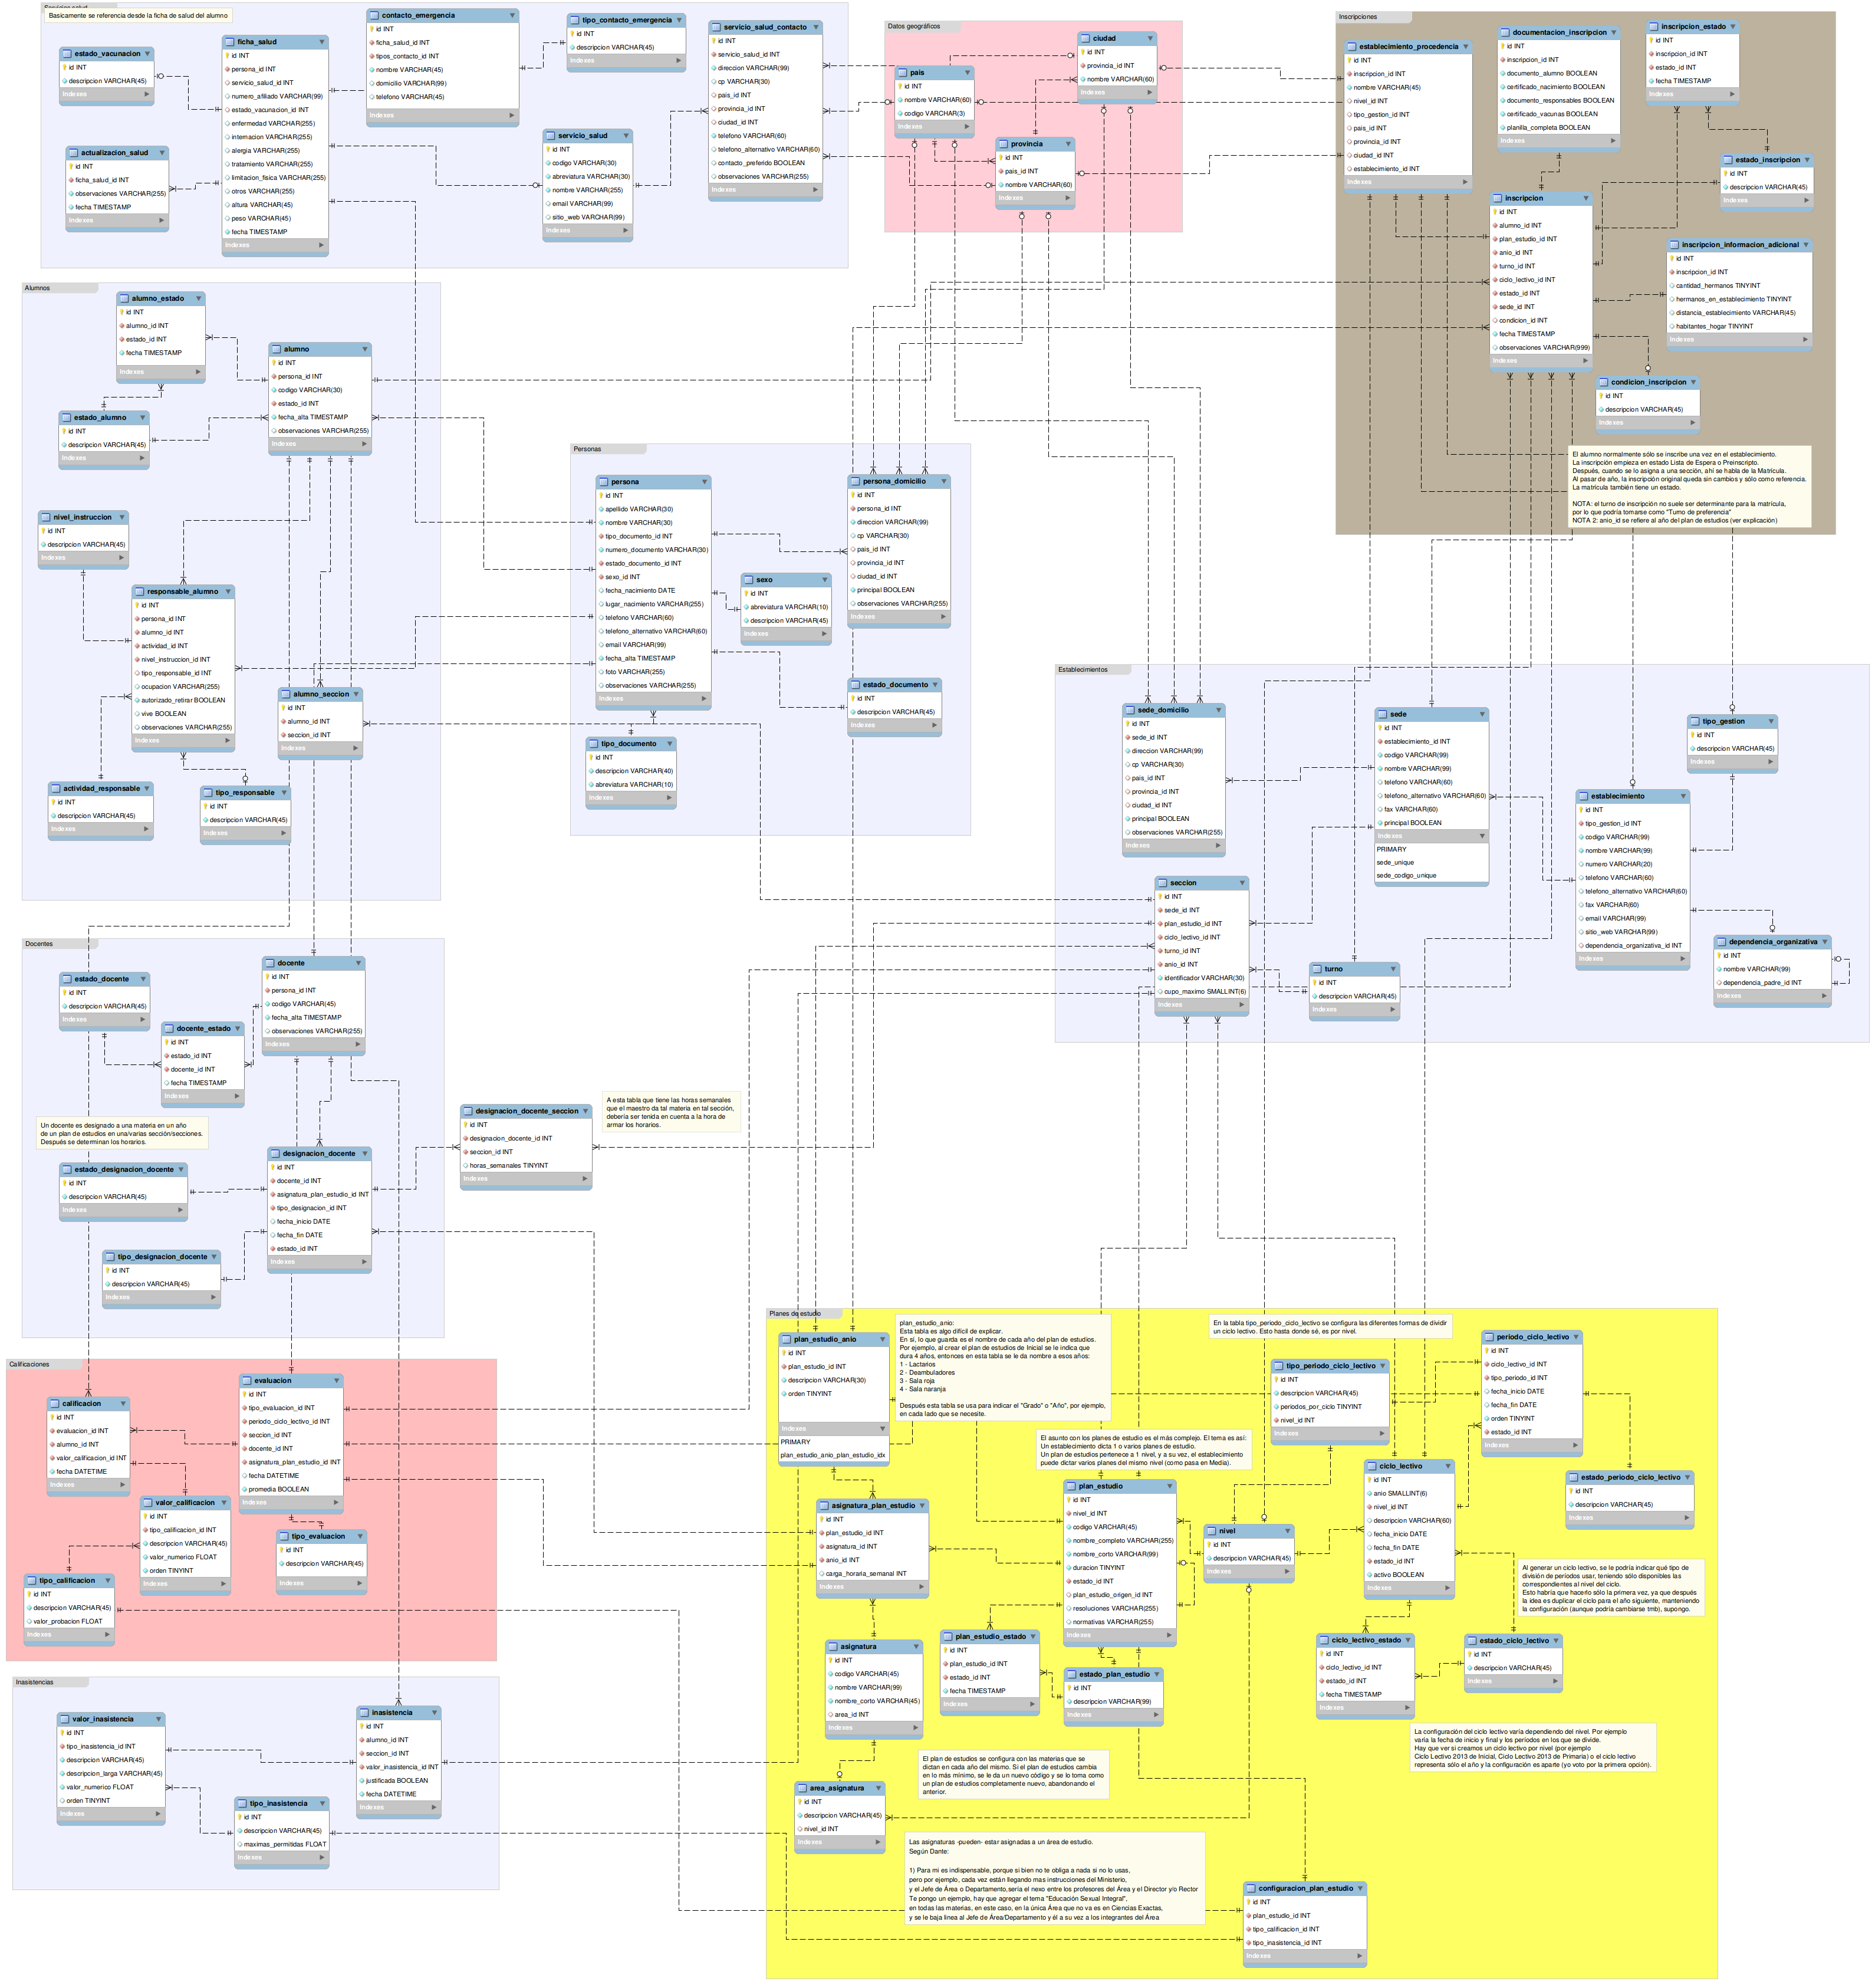 Servicios salud
Basicamente se referencia desde la ficha de salud del alumno
estado_vacunacion
id INT
descripcion VARCHAR(45)
Indexes
actualizacion_salud
id INT
ficha_salud_id INT
observaciones VARCHAR(255)
fecha TIMESTAMP
Indexes
ficha_salud
id INT
persona_id INT
servicio_salud_id INT
numero_afiliado VARCHAR(99)
estado_vacunacion_id INT
enfermedad VARCHAR(255)
internacion VARCHAR(255)
alergia VARCHAR(255)
tratamiento VARCHAR(255)
limitacion_fisica VARCHAR(255)
otros VARCHAR(255)
altura VARCHAR(45)
peso VARCHAR(45)
fecha TIMESTAMP
Indexes
contacto_emergencia
id INT
ficha_salud_id INT
tipos_contacto_id INT
nombre VARCHAR(45)
domicilio VARCHAR(99)
telefono VARCHAR(45)
Indexes
tipo_contacto_emergencia
id INT
descripcion VARCHAR(45)
Indexes
servicio_salud
id INT
codigo VARCHAR(30)
abreviatura VARCHAR(30)
nombre VARCHAR(255)
email VARCHAR(99)
sitio_web VARCHAR(99)
Indexes
servicio_salud_contacto
id INT
servicio_salud_id INT
direccion VARCHAR(99)
cp VARCHAR(30)
pais_id INT
provincia_id INT
ciudad_id INT
telefono VARCHAR(60)
telefono_alternativo VARCHAR(60)
contacto_preferido BOOLEAN
observaciones VARCHAR(255)
Indexes
Datos geográficos
pais
id INT
nombre VARCHAR(60)
codigo VARCHAR(3)
Indexes
ciudad
id INT
provincia_id INT
nombre VARCHAR(60)
Indexes
provincia
id INT
pais_id INT
nombre VARCHAR(60)
Indexes
Inscripciones
establecimiento_procedencia
id INT
inscripcion_id INT
nombre VARCHAR(45)
nivel_id INT
tipo_gestion_id INT
pais_id INT
provincia_id INT
ciudad_id INT
establecimiento_id INT
Indexes
documentacion_inscripcion
id INT
inscripcion_id INT
documento_alumno BOOLEAN
certificado_nacimiento BOOLEAN
documento_responsables BOOLEAN
certificado_vacunas BOOLEAN
planilla_completa BOOLEAN
Indexes
inscripcion_estado
id INT
inscripcion_id INT
estado_id INT
fecha TIMESTAMP
Indexes
estado_inscripcion
id INT
descripcion VARCHAR(45)
Indexes
inscripcion
id INT
alumno_id INT
plan_estudio_id INT
anio_id INT
turno_id INT
ciclo_lectivo_id INT
estado_id INT
sede_id INT
condicion_id INT
fecha TIMESTAMP
observaciones VARCHAR(999)
Indexes
inscripcion_informacion_adicional
id INT
inscripcion_id INT
cantidad_hermanos TINYINT
hermanos_en_establecimiento TINYINT
distancia_establecimiento VARCHAR(45)
habitantes_hogar TINYINT
Indexes
condicion_inscripcion
id INT
descripcion VARCHAR(45)
Indexes
El alumno normalmente sólo se inscribe una vez en el establecimiento.
La inscripción empieza en estado Lista de Espera o Preinscripto.
Después, cuando se lo asigna a una sección, ahí se habla de la Matrícula.
Al pasar de año, la inscripción original queda sin cambios y sólo como referencia.
La matrícula también tiene un estado.
NOTA: el turno de inscripción no suele ser determinante para la matrícula,
por lo que podría tomarse como "Turno de preferencia"
NOTA 2: anio_id se refiere al año del plan de estudios (ver explicación)
Alumnos
alumno_estado
id INT
alumno_id INT
estado_id INT
fecha TIMESTAMP
Indexes
alumno
id INT
persona_id INT
codigo VARCHAR(30)
estado_id INT
fecha_alta TIMESTAMP
observaciones VARCHAR(255)
Indexes
estado_alumno
id INT
descripcion VARCHAR(45)
Indexes
nivel_instruccion
id INT
descripcion VARCHAR(45)
Indexes
responsable_alumno
id INT
persona_id INT
alumno_id INT
actividad_id INT
nivel_instruccion_id INT
tipo_responsable_id INT
ocupacion VARCHAR(255)
autorizado_retirar BOOLEAN
vive BOOLEAN
observaciones VARCHAR(255)
Indexes
alumno_seccion
id INT
alumno_id INT
seccion_id INT
Indexes
actividad_responsable
id INT
descripcion VARCHAR(45)
Indexes
tipo_responsable
id INT
descripcion VARCHAR(45)
Indexes
Personas
persona
id INT
apellido VARCHAR(30)
nombre VARCHAR(30)
tipo_documento_id INT
numero_documento VARCHAR(30)
estado_documento_id INT
sexo_id INT
fecha_nacimiento DATE
lugar_nacimiento VARCHAR(255)
telefono VARCHAR(60)
telefono_alternativo VARCHAR(60)
email VARCHAR(99)
fecha_alta TIMESTAMP
foto VARCHAR(255)
observaciones VARCHAR(255)
Indexes
persona_domicilio
id INT
persona_id INT
direccion VARCHAR(99)
cp VARCHAR(30)
pais_id INT
provincia_id INT
ciudad_id INT
principal BOOLEAN
observaciones VARCHAR(255)
Indexes
sexo
id INT
abreviatura VARCHAR(10)
descripcion VARCHAR(45)
Indexes
estado_documento
id INT
descripcion VARCHAR(45)
Indexes
tipo_documento
id INT
descripcion VARCHAR(40)
abreviatura VARCHAR(10)
Indexes
Establecimientos
sede_domicilio
id INT
sede_id INT
direccion VARCHAR(99)
cp VARCHAR(30)
pais_id INT
provincia_id INT
ciudad_id INT
principal BOOLEAN
observaciones VARCHAR(255)
Indexes
sede
id INT
establecimiento_id INT
codigo VARCHAR(99)
nombre VARCHAR(99)
telefono VARCHAR(60)
telefono_alternativo VARCHAR(60)
fax VARCHAR(60)
principal BOOLEAN
Indexes
PRIMARY
sede_unique
sede_codigo_unique
tipo_gestion
id INT
descripcion VARCHAR(45)
Indexes
establecimiento
id INT
tipo_gestion_id INT
codigo VARCHAR(99)
nombre VARCHAR(99)
numero VARCHAR(20)
telefono VARCHAR(60)
telefono_alternativo VARCHAR(60)
fax VARCHAR(60)
email VARCHAR(99)
sitio_web VARCHAR(99)
dependencia_organizativa_id INT
Indexes
seccion
id INT
sede_id INT
plan_estudio_id INT
ciclo_lectivo_id INT
turno_id INT
anio_id INT
identificador VARCHAR(30)
cupo_maximo SMALLINT(6)
Indexes
turno
id INT
descripcion VARCHAR(45)
Indexes
dependencia_organizativa
id INT
nombre VARCHAR(99)
dependencia_padre_id INT
Indexes
Docentes
estado_docente
id INT
descripcion VARCHAR(45)
Indexes
docente
id INT
persona_id INT
codigo VARCHAR(45)
fecha_alta TIMESTAMP
observaciones VARCHAR(255)
Indexes
docente_estado
id INT
estado_id INT
docente_id INT
fecha TIMESTAMP
Indexes
Un docente es designado a una materia en un año
de un plan de estudios en una/varias sección/secciones.
Después se determinan los horarios.
estado_designacion_docente
id INT
descripcion VARCHAR(45)
Indexes
designacion_docente
id INT
docente_id INT
asignatura_plan_estudio_id INT
tipo_designacion_id INT
fecha_inicio DATE
fecha_fin DATE
estado_id INT
Indexes
tipo_designacion_docente
id INT
descripcion VARCHAR(45)
Indexes
designacion_docente_seccion
id INT
designacion_docente_id INT
seccion_id INT
horas_semanales TINYINT
Indexes
A esta tabla que tiene las horas semanales
que el maestro da tal materia en tal sección,
debería ser tenida en cuenta a la hora de
armar los horarios.
Calificaciones
calificacion
id INT
evaluacion_id INT
alumno_id INT
valor_calificacion_id INT
fecha DATETIME
Indexes
evaluacion
id INT
tipo_evaluacion_id INT
periodo_ciclo_lectivo_id INT
seccion_id INT
docente_id INT
asignatura_plan_estudio_id INT
fecha DATETIME
promedia BOOLEAN
Indexes
valor_calificacion
id INT
tipo_calificacion_id INT
descripcion VARCHAR(45)
valor_numerico FLOAT
orden TINYINT
Indexes
tipo_evaluacion
id INT
descripcion VARCHAR(45)
Indexes
tipo_calificacion
id INT
descripcion VARCHAR(45)
valor_probacion FLOAT
Indexes
Inasistencias
valor_inasistencia
id INT
tipo_inasistencia_id INT
descripcion VARCHAR(45)
descripcion_larga VARCHAR(45)
valor_numerico FLOAT
orden TINYINT
Indexes
inasistencia
id INT
alumno_id INT
seccion_id INT
valor_inasistencia_id INT
justificada BOOLEAN
fecha DATETIME
Indexes
tipo_inasistencia
id INT
descripcion VARCHAR(45)
maximas_permitidas FLOAT
Indexes
Planes de estudio
plan_estudio_anio
id INT
plan_estudio_id INT
descripcion VARCHAR(30)
orden TINYINT
Indexes
PRIMARY
plan_estudio_anio_plan_estudio_idx
plan_estudio_anio:
Esta tabla es algo difícil de explicar.
En sí, lo que guarda es el nombre de cada año del plan de estudios.
Por ejemplo, al crear el plan de estudios de Inicial se le indica que
dura 4 años, entonces en esta tabla se le da nombre a esos años:
1 - Lactarios
2 - Deambuladores
3 - Sala roja
4 - Sala naranja
Después esta tabla se usa para indicar el "Grado" o "Año", por ejemplo,
en cada lado que se necesite.
En la tabla tipo_periodo_ciclo_lectivo se configura las diferentes formas de dividir
un ciclo lectivo. Esto hasta donde sé, es por nivel.
tipo_periodo_ciclo_lectivo
id INT
descripcion VARCHAR(45)
periodos_por_ciclo TINYINT
nivel_id INT
Indexes
periodo_ciclo_lectivo
id INT
ciclo_lectivo_id INT
tipo_periodo_id INT
fecha_inicio DATE
fecha_fin DATE
orden TINYINT
estado_id INT
Indexes
El asunto con los planes de estudio es el más complejo. El tema es así:
Un establecimiento dicta 1 o varios planes de estudio.
Un plan de estudios pertenece a 1 nivel, y a su vez, el establecimiento
puede dictar varios planes del mismo nivel (como pasa en Media).
asignatura_plan_estudio
id INT
plan_estudio_id INT
asignatura_id INT
anio_id INT
carga_horaria_semanal INT
Indexes
plan_estudio
id INT
nivel_id INT
codigo VARCHAR(45)
nombre_completo VARCHAR(255)
nombre_corto VARCHAR(99)
duracion TINYINT
estado_id INT
plan_estudio_origen_id INT
resoluciones VARCHAR(255)
normativas VARCHAR(255)
Indexes
nivel
id INT
descripcion VARCHAR(45)
Indexes
ciclo_lectivo
id INT
anio SMALLINT(6)
nivel_id INT
descripcion VARCHAR(60)
fecha_inicio DATE
fecha_fin DATE
estado_id INT
activo BOOLEAN
Indexes
estado_periodo_ciclo_lectivo
id INT
descripcion VARCHAR(45)
Indexes
Al generar un ciclo lectivo, se le podría indicar qué tipo de
división de períodos usar, teniendo sólo disponibles las
correspondientes al nivel del ciclo.
Esto habría que hacerlo sólo la primera vez, ya que después
la idea es duplicar el ciclo para el año siguiente, manteniendo
la configuración (aunque podría cambiarse tmb), supongo.
asignatura
id INT
codigo VARCHAR(45)
nombre VARCHAR(99)
nombre_corto VARCHAR(45)
area_id INT
Indexes
plan_estudio_estado
id INT
plan_estudio_id INT
estado_id INT
fecha TIMESTAMP
Indexes
estado_plan_estudio
id INT
descripcion VARCHAR(99)
Indexes
ciclo_lectivo_estado
id INT
ciclo_lectivo_id INT
estado_id INT
fecha TIMESTAMP
Indexes
estado_ciclo_lectivo
id INT
descripcion VARCHAR(45)
Indexes
La configuración del ciclo lectivo varía dependiendo del nivel. Por ejemplo
varía la fecha de inicio y final y los períodos en los que se divide.
Hay que ver si creamos un ciclo lectivo por nivel (por ejemplo
Ciclo Lectivo 2013 de Inicial, Ciclo Lectivo 2013 de Primaria) o el ciclo lectivo
representa sólo el año y la configuración es aparte (yo voto por la primera opción).
El plan de estudios se configura con las materias que se
dictan en cada año del mismo. Si el plan de estudios cambia
en lo más mínimo, se le da un nuevo código y se lo toma como
un plan de estudios completamente nuevo, abandonando el
anterior.
area_asignatura
id INT
descripcion VARCHAR(45)
nivel_id INT
Indexes
Las asignaturas -pueden- estar asignadas a un área de estudio.
Según Dante:
1) Para mi es indispensable, porque si bien no te obliga a nada si no lo usas,
pero por ejemplo, cada vez están llegando mas instrucciones del Ministerio,
y el Jefe de Área o Departamento,sería el nexo entre los profesores del Área y el Director y/o Rector
Te pongo un ejemplo, hay que agregar el tema "Educación Sexual Integral",
en todas las materias, en este caso, en la única Área que no va es en Ciencias Exactas,
y se le baja linea al Jefe de Área/Departamento y él a su vez a los integrantes del Área
configuracion_plan_estudio
id INT
plan_estudio_id INT
tipo_calificacion_id INT
tipo_inasistencia_id INT
Indexes